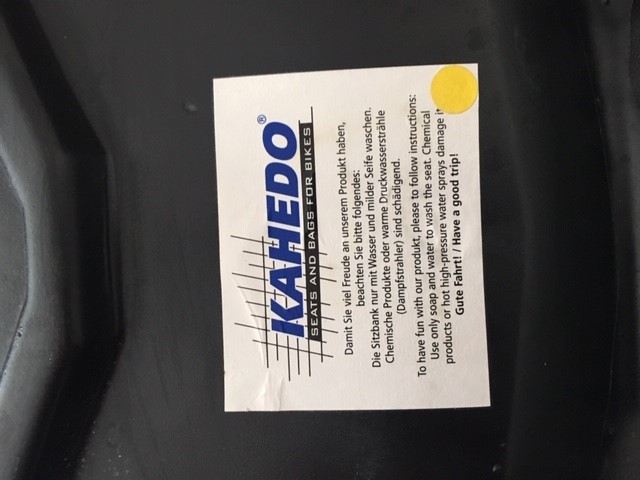 KAHEDO®
SEATS AND BAGS FOR BIKES
Damit Sie viel Freude an unserem Produkt haben,
beachten Sie bitte folgendes:
Die Sitzbank nur mit Wasser und milder Seife waschen.
Chemische Produkte oder warme Druckwassersträhle
(Dampfstrahler) sind schädigend.
To have fun with our produkt, please to follow instructions:
Use only soap and water to wash the seat. Chemical
products or hot high-pressure water sprays damage
Gute Fahrt! / Have a good trip!